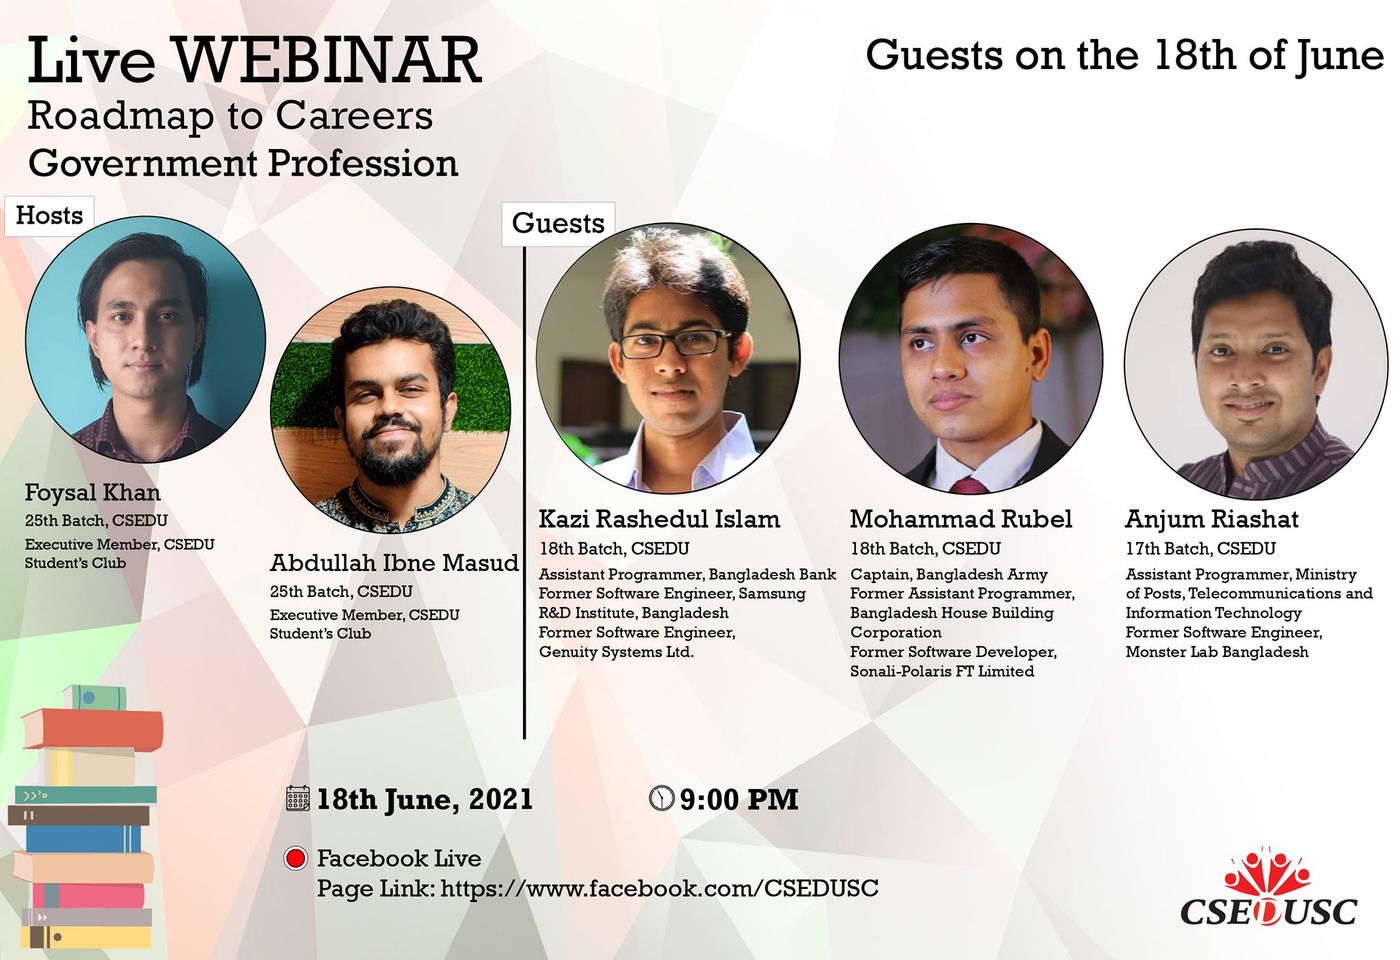 Live WEBINAR
Roadmap to Careers
Government Profession
Guests on the 18th of June
Hosts
Foysal Khan
25th Batch, CSEDU
Executive Member, CSEDU
Student's Club
Abdullah Ibne Masud
25th Batch, CSEDU
Executive Member, CSEDU
Student's Club
Guests
Kazi Rashedul Islam
18th Batch, CSEDU
Assistant Programmer, Bangladesh Bank
Former Software Engineer, Samsung
R&D Institute, Bangladesh
Former Software Engineer,
Genuity Systems Ltd.
Mohammad Rubel
18th Batch, CSEDU
Captain, Bangladesh Army
Former Assistant Programmer,
Bangladesh House Building
Corporation
Former Software Developer,
Sonali-Polaris FT Limited
Anjum Riashat
17th Batch, CSEDU
Assistant Programmer, Ministry
of Posts, Telecommunications and
Information Technology
Former Software Engineer,
Monster Lab Bangladesh
18th June, 2021
9:00 PM
Facebook Live
Page Link: https://www.facebook.com/CSEDUSC
CSEDUSC